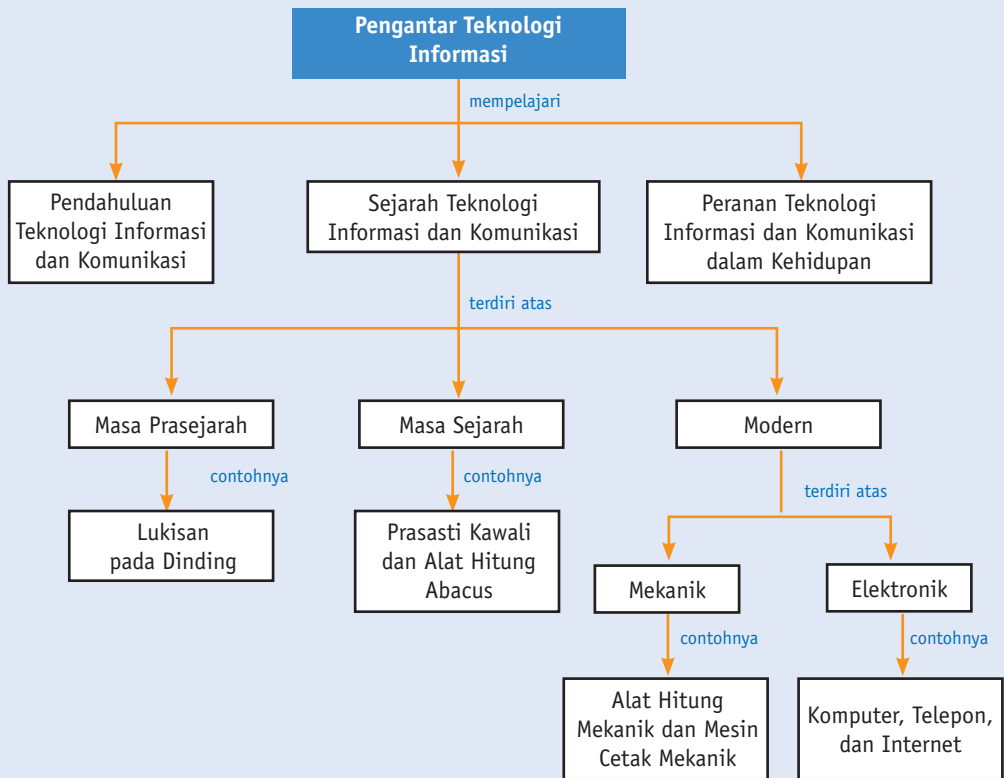 Pengantar Teknologi
Informasi
mempelajari
Pendahuluan
Teknologi Informasi
dan Komunikasi
Sejarah Teknologi
Informasi dan Komunikasi
Peranan Teknologi
Informasi dan Komunikasi
dalam Kehidupan
terdiri atas
Masa Prasejarah
Masa Sejarah
Modern
contohnya
contohnya
terdiri atas
Lukisan
pada Dinding
Prasasti Kawali
dan Alat Hitung
Abacus
Mekanik
Elektronik
contohnya
contohnya
Alat Hitung
Mekanik dan Mesin
Cetak Mekanik
Komputer, Telepon,
dan Internet